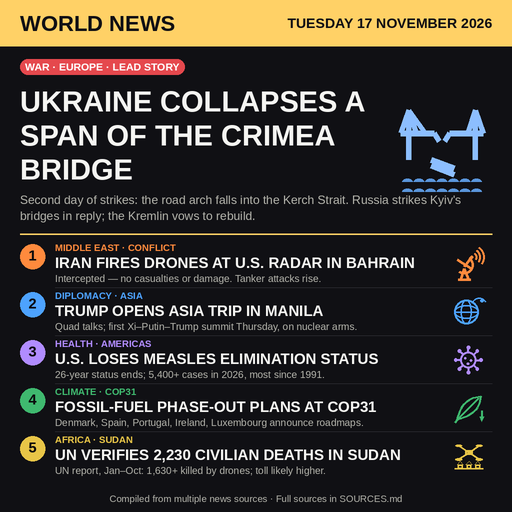 WORLD NEWS
TUESDAY 17 NOVEMBER 2026
WAR · EUROPE · LEAD STORY
UKRAINE COLLAPSES A
SPAN OF THE CRIMEA
BRIDGE
Second day of strikes: the road arch falls into the Kerch Strait. Russia strikes Kyiv's
bridges in reply; the Kremlin vows to rebuild.
1
MIDDLE EAST · CONFLICT
IRAN FIRES DRONES AT U.S. RADAR IN BAHRAIN
Intercepted — no casualties or damage. Tanker attacks rise.
2
DIPLOMACY · ASIA
TRUMP OPENS ASIA TRIP IN MANILA
Quad talks; first Xi–Putin–Trump summit Thursday, on nuclear arms.
3
HEALTH · AMERICAS
U.S. LOSES MEASLES ELIMINATION STATUS
26-year status ends; 5,400+ cases in 2026, most since 1991.
4
CLIMATE · COP31
FOSSIL-FUEL PHASE-OUT PLANS AT COP31
Denmark, Spain, Portugal, Ireland, Luxembourg announce roadmaps.
5
AFRICA · SUDAN
UN VERIFIES 2,230 CIVILIAN DEATHS IN SUDAN
UN report, Jan–Oct: 1,630+ killed by drones; toll likely higher.
Compiled from multiple news sources · Full sources in SOURCES.md